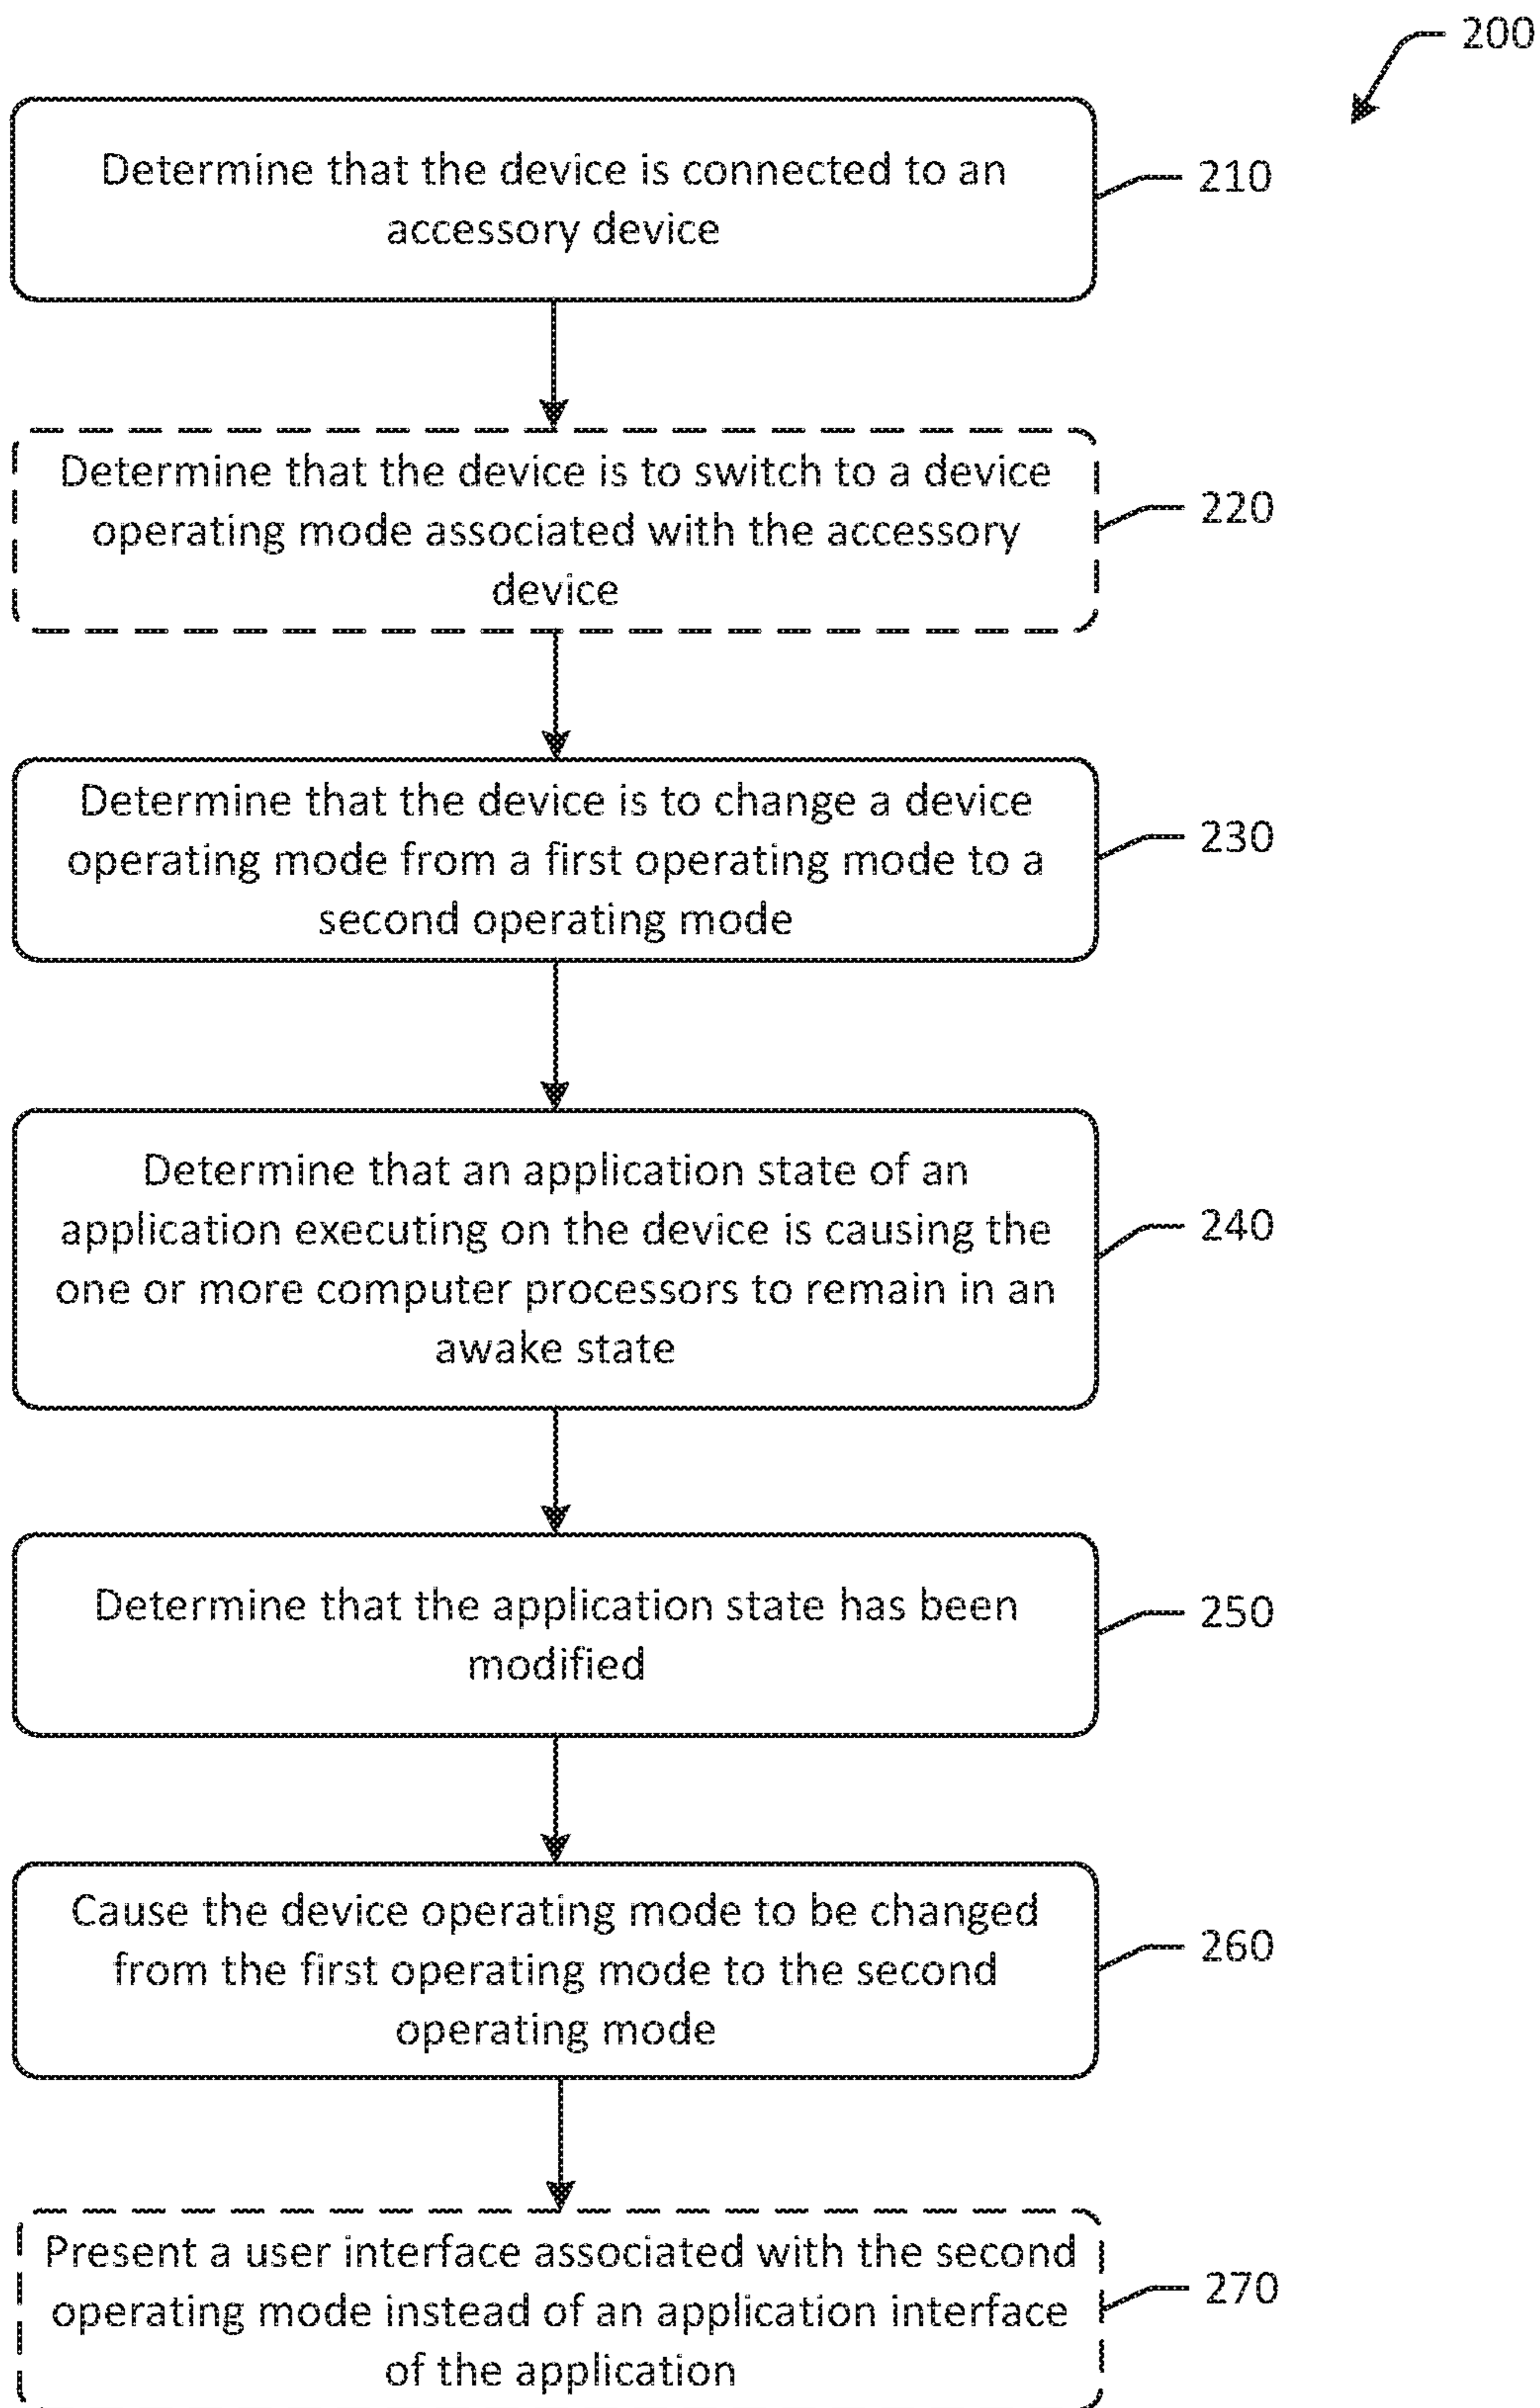 200
Determine that the device is connected to an
accessory device
210
Determine that the device is to switch to a device
operating mode associated with the accessory
device
220
Determine that the device is to change a device
operating mode from a first operating mode to a
second operating mode
230
Determine that an application state of an
application executing on the device is causing the
one or more computer processors to remain in an
awake state
240
Determine that the application state has been
modified
250
Cause the device operating mode to be changed
from the first operating mode to the second
operating mode
260
Present a user interface associated with the second
operating mode instead of an application interface
of the application
270